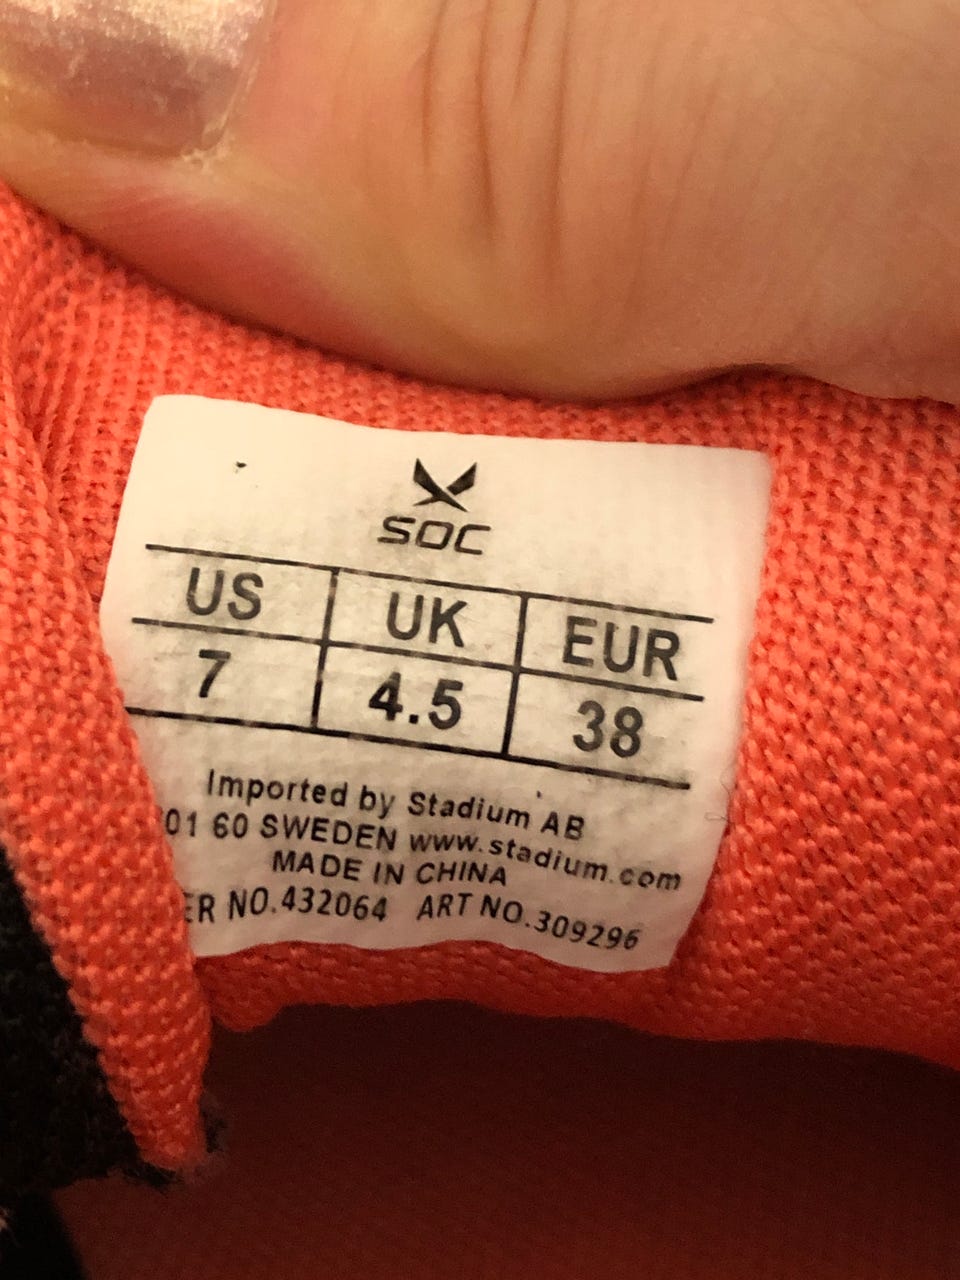 SOC
US UK EUR
7 4.5 38
Imported by Stadium AB
01 60 SWEDEN www.stadium.com
MADE IN CHINA
ER NO.432064 ART NO.309296